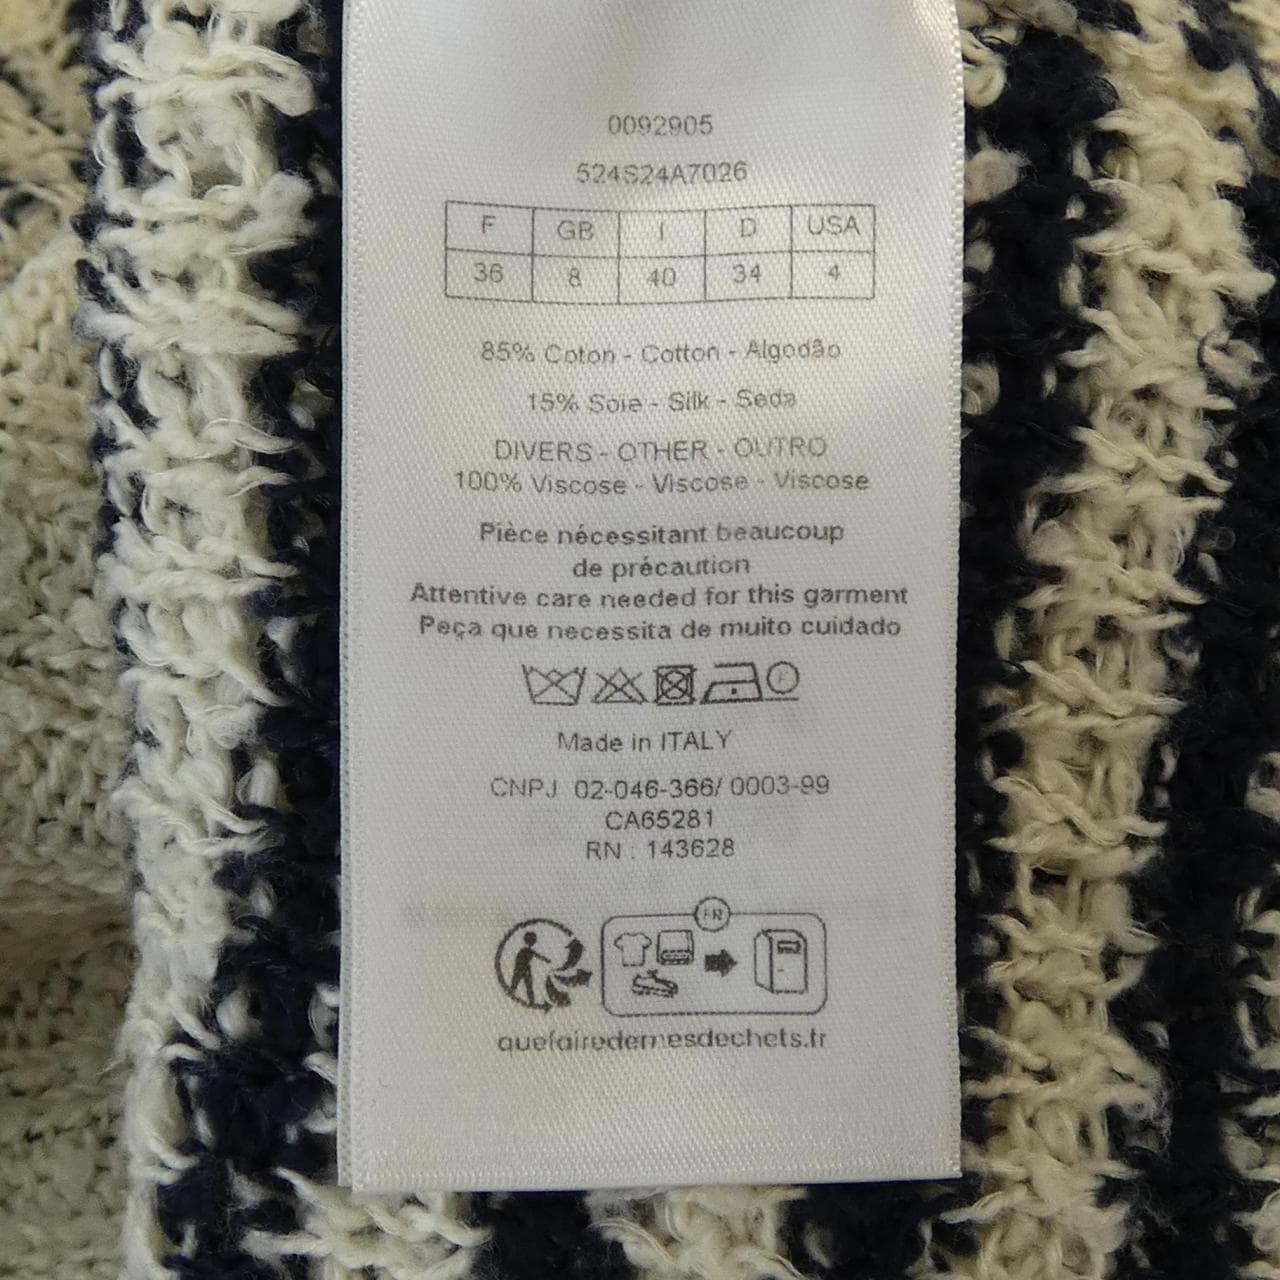 0092905
524S24A7026
F GB I D USA
36 8 40 34 4
85% Coton - Cotton - Algodão
15% Soie - Silk - Seda
DIVERS - OTHER - OUTRO
100% Viscose - Viscose - Viscose
Pièce nécessitant beaucoup
de précaution
Attentive care needed for this garment
Peça que necessita de muito cuidado
Made in ITALY
CNPJ 02-046-366/ 0003-99
CA65281
RN : 143628
FR
quefairedemesdechets.fr